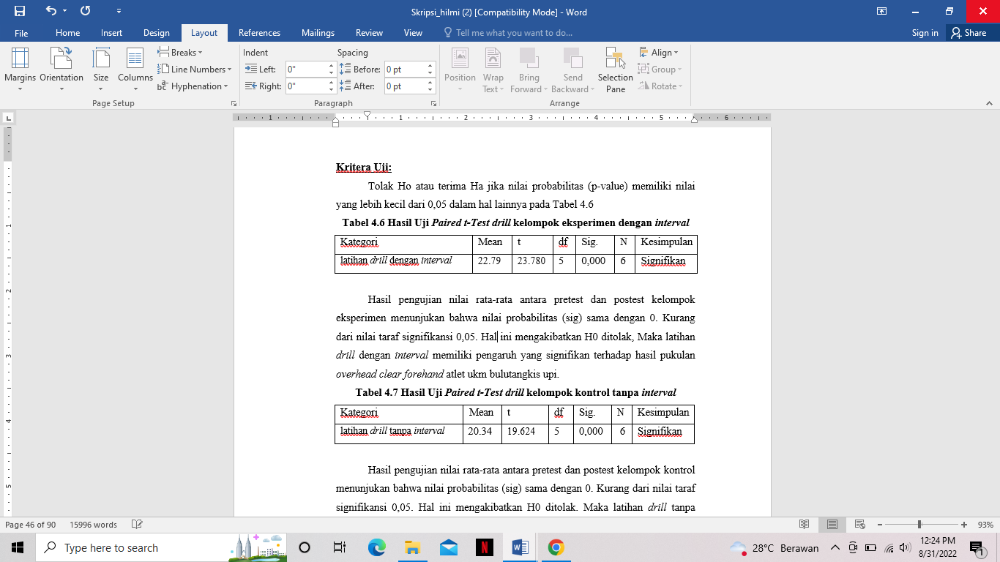 Skripsi_hilmi (2) [Compatibility Mode] - Word
File Home Insert Design Layout References Mailings Review View Tell me what you want to do... Sign in Share
Margins Orientation Size Columns
Breaks
Line Numbers
Hyphenation
Page Setup
Indent Spacing
Left: 0" Before: 0 pt
Right: 0" After: 0 pt
Paragraph
Position Wrap Text Bring Forward Send Backward Selection Pane
Align
Group
Rotate
Arrange
1 1 2 3 4 5 6
Kritera Uji:
Tolak Ho atau terima Ha jika nilai probabilitas (p-value) memiliki nilai
yang lebih kecil dari 0,05 dalam hal lainnya pada Tabel 4.6
Tabel 4.6 Hasil Uji Paired t-Test drill kelompok eksperimen dengan interval
Kategori Mean t df Sig. N Kesimpulan
latihan drill dengan interval 22.79 23.780 5 0,000 6 Signifikan
Hasil pengujian nilai rata-rata antara pretest dan postest kelompok
eksperimen menunjukan bahwa nilai probabilitas (sig) sama dengan 0. Kurang
dari nilai taraf signifikansi 0,05. Hal ini mengakibatkan H0 ditolak, Maka latihan
drill dengan interval memiliki pengaruh yang signifikan terhadap hasil pukulan
overhead clear forehand atlet ukm bulutangkis upi.
Tabel 4.7 Hasil Uji Paired t-Test drill kelompok kontrol tanpa interval
Kategori Mean t df Sig. N Kesimpulan
latihan drill tanpa interval 20.34 19.624 5 0,000 6 Signifikan
Hasil pengujian nilai rata-rata antara pretest dan postest kelompok kontrol
menunjukan bahwa nilai probabilitas (sig) sama dengan 0. Kurang dari nilai taraf
signifikansi 0,05. Hal ini mengakibatkan H0 ditolak. Maka latihan drill tanpa
1
2
3
4
5
Page 46 of 90 15996 words 93%
Type here to search 28°C Berawan 12:24 PM
8/31/2022 1